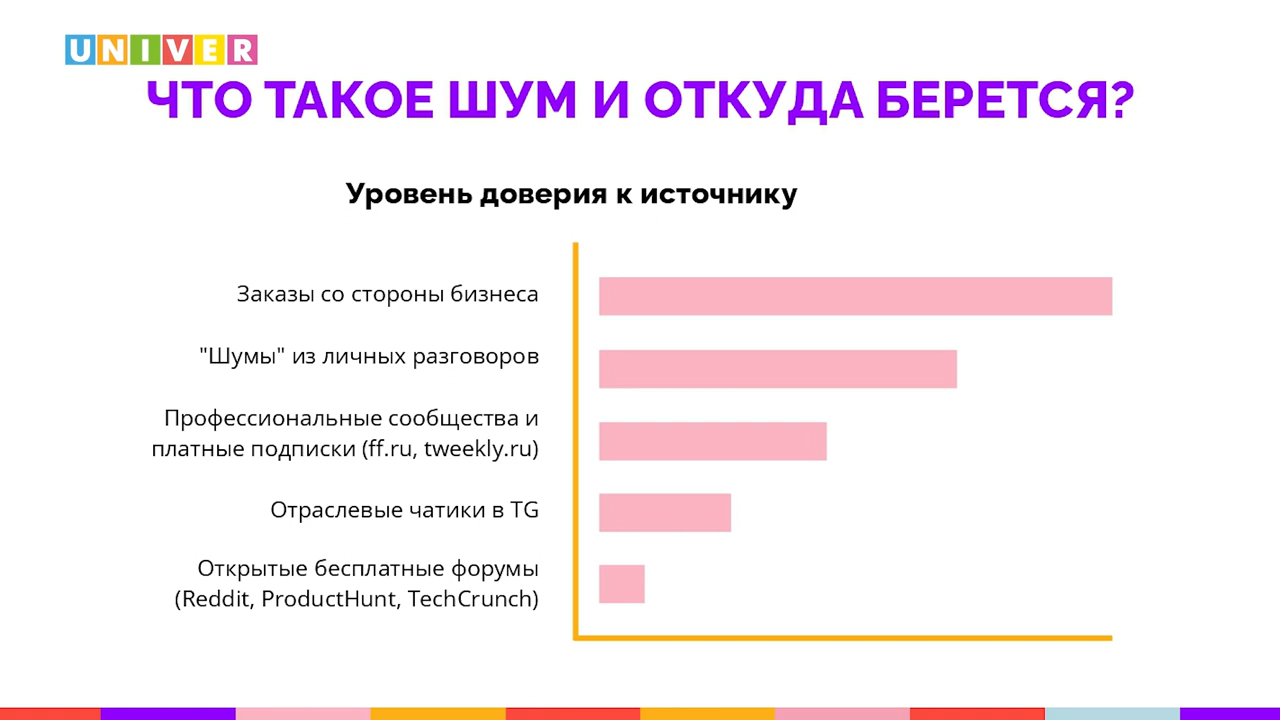 UNIVER
ЧТО ТАКОЕ ШУМ И ОТКУДА БЕРЕТСЯ?
Уровень доверия к источнику
Заказы со стороны бизнеса
"Шумы" из личных разговоров
Профессиональные сообщества и
платные подписки (ff.ru, tweekly.ru)
Отраслевые чатики в TG
Открытые бесплатные форумы
(Reddit, ProductHunt, TechCrunch)